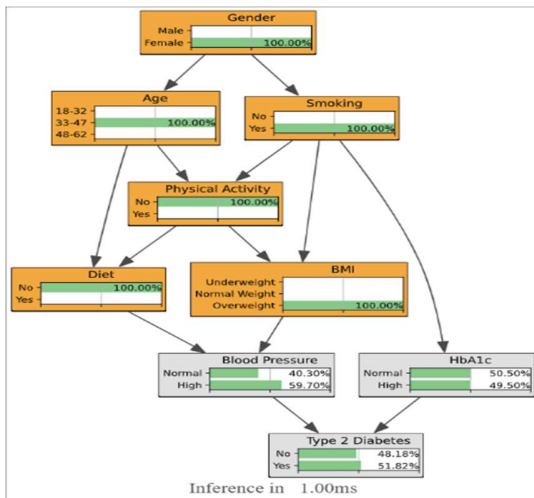 Gender
Male
Female 100.00%
Age
18-32
33-47 100.00%
48-62
Smoking
No
Yes 100.00%
Physical Activity
No 100.00%
Yes
Diet
No 100.00%
Yes
BMI
Underweight
Normal Weight
Overweight 100.00%
Blood Pressure
Normal 40.30%
High 59.70%
HbA1c
Normal 50.50%
High 49.50%
Type 2 Diabetes
No 48.18%
Yes 51.82%
Inference in 1.00ms